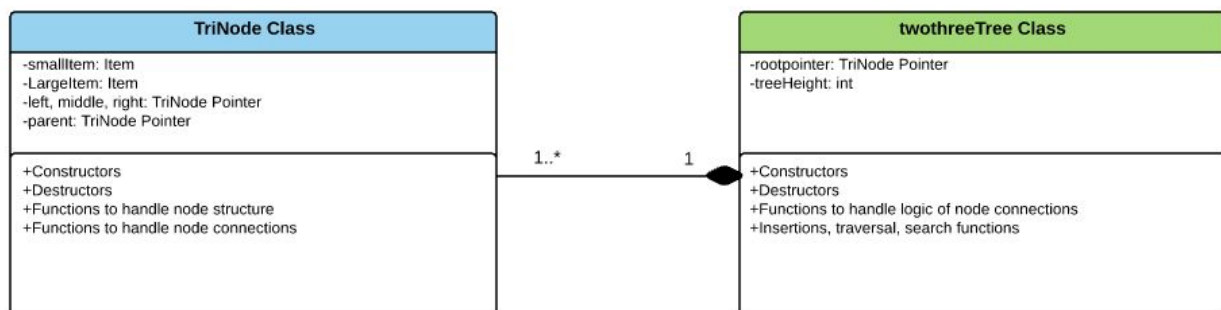 TriNode Class
-smallItem: Item
-LargeItem: Item
-left, middle, right: TriNode Pointer
-parent: TriNode Pointer
+Constructors
+Destructors
+Functions to handle node structure
+Functions to handle node connections
1..*
1
twothreeTree Class
-rootpointer: TriNode Pointer
-treeHeight: int
+Constructors
+Destructors
+Functions to handle logic of node connections
+Insertions, traversal, search functions